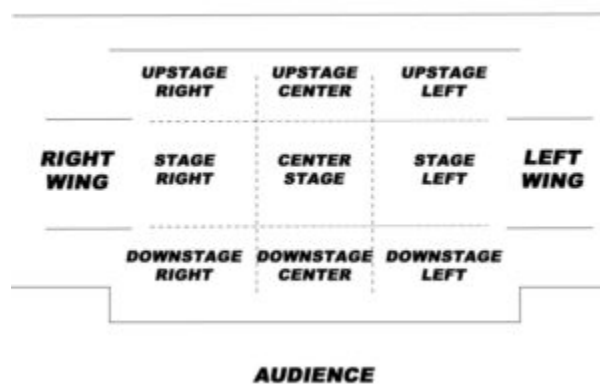 UPSTAGE RIGHT
UPSTAGE CENTER
UPSTAGE LEFT
RIGHT WING
STAGE RIGHT
CENTER STAGE
STAGE LEFT
LEFT WING
DOWNSTAGE RIGHT
DOWNSTAGE CENTER
DOWNSTAGE LEFT
AUDIENCE